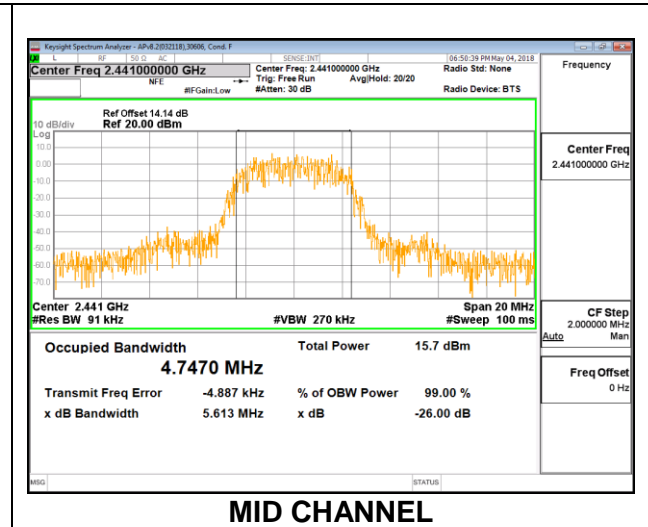 Keysight Spectrum Analyzer - APv8.2(032118),30606, Cond. F
L RF 50 Ω AC SENSE:INT 06:50:39 PM May 04, 2018
Center Freq 2.441000000 GHz Center Freq: 2.441000000 GHz Radio Std: None Frequency
NFE Trig: Free Run Avg|Hold: 20/20
#IFGain:Low #Atten: 30 dB Radio Device: BTS
Ref Offset 14.14 dB
10 dB/div Ref 20.00 dBm
Log
10.0
0.00
-10.0
-20.0
-30.0
-40.0
-50.0
-60.0
-70.0
Center Freq
2.441000000 GHz
Center 2.441 GHz Span 20 MHz
#Res BW 91 kHz #VBW 270 kHz #Sweep 100 ms
CF Step
2.000000 MHz
Auto Man
Occupied Bandwidth Total Power 15.7 dBm
4.7470 MHz
Transmit Freq Error -4.887 kHz % of OBW Power 99.00 %
x dB Bandwidth 5.613 MHz x dB -26.00 dB
Freq Offset
0 Hz
MSG STATUS
MID CHANNEL